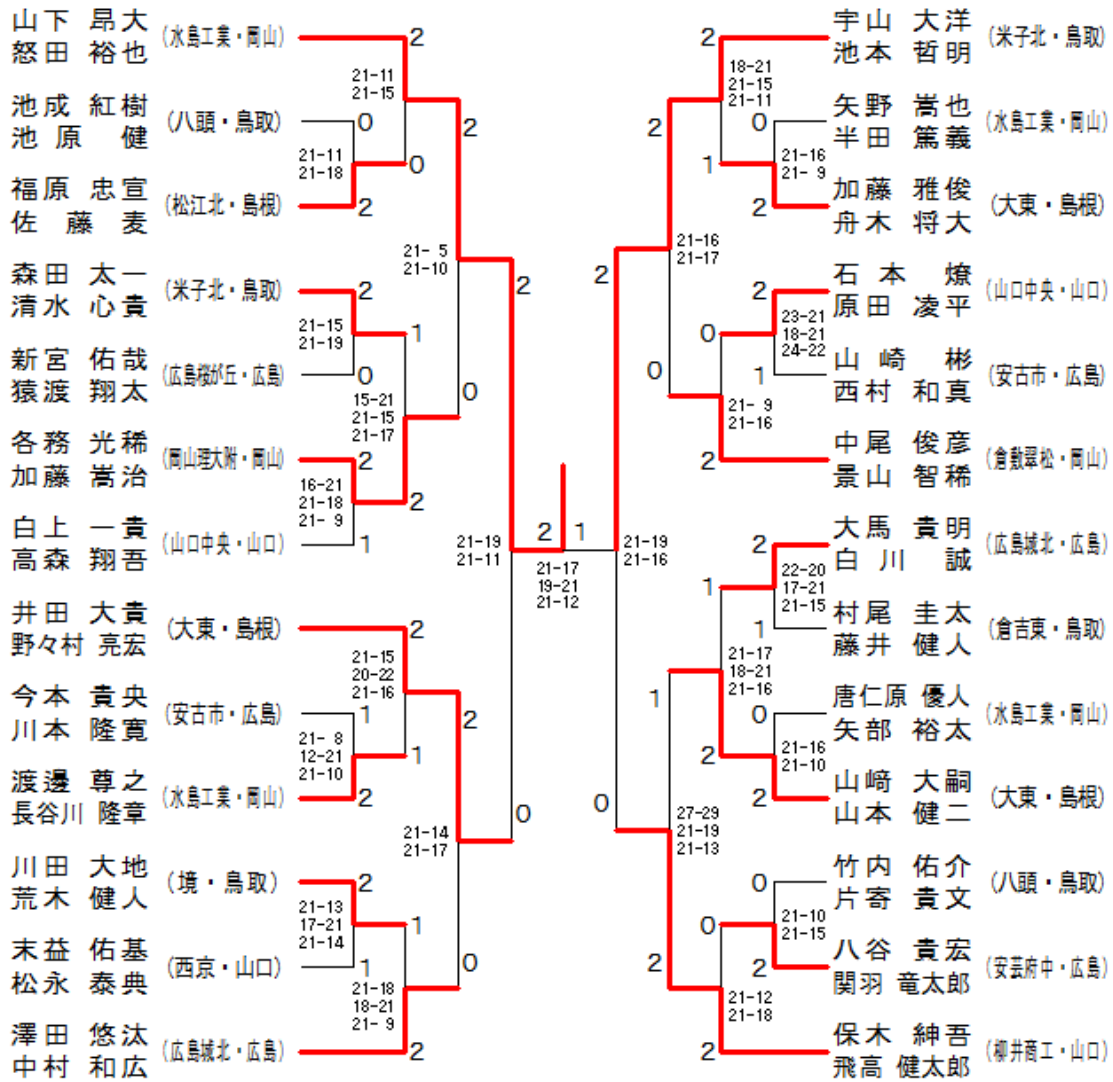 山下 昂大
怒田 裕也
(水島工業・岡山)
2
21-11
21-15
池成 紅樹
池原 健
(八頭・鳥取)
0
2
21-11
21-18
0
福原 忠宣
佐藤 麦
(松江北・島根)
2
21- 5
21-10
2
森田 太一
清水 心貴
(米子北・鳥取)
2
21-15
21-19
1
新宮 佑哉
猿渡 翔太
(広島桜が丘・広島)
0
15-21
21-15
21-17
0
各務 光稀
加藤 嵩治
(岡山理大附・岡山)
2
16-21
21-18
21- 9
2
白上 一貴
高森 翔吾
(山口中央・山口)
1
21-19
21-11
2
1
21-17
19-21
21-12
井田 大貴
野々村 亮宏
(大東・島根)
2
21-15
20-22
21-16
今本 貴央
川本 隆寛
(安古市・広島)
1
2
21- 8
12-21
21-10
1
渡邊 尊之
長谷川 隆章
(水島工業・岡山)
2
21-14
21-17
0
川田 大地
荒木 健人
(境・鳥取)
2
21-13
17-21
21-14
1
末益 佑基
松永 泰典
(西京・山口)
1
21-18
18-21
21- 9
0
澤田 悠汰
中村 和広
(広島城北・広島)
2
宇山 大洋
池本 哲明
(米子北・鳥取)
2
18-21
21-15
21-11
矢野 嵩也
半田 篤義
(水島工業・岡山)
0
2
21-16
21- 9
1
加藤 雅俊
舟木 将大
(大東・島根)
2
21-16
21-17
2
石本 燎
原田 凌平
(山口中央・山口)
2
23-21
18-21
24-22
0
山崎 彬
西村 和真
(安古市・広島)
1
0
21- 9
21-16
中尾 俊彦
景山 智稀
(倉敷翠松・岡山)
2
21-19
21-16
大馬 貴明
白川 誠
(広島城北・広島)
2
22-20
17-21
21-15
1
村尾 圭太
藤井 健人
(倉吉東・鳥取)
1
21-17
18-21
21-16
1
唐仁原 優人
矢部 裕太
(水島工業・岡山)
0
21-16
21-10
2
山﨑 大嗣
山本 健二
(大東・島根)
2
0
27-29
21-19
21-13
竹内 佑介
片寄 貴文
(八頭・鳥取)
0
21-10
21-15
0
八谷 貴宏
関羽 竜太郎
(安芸府中・広島)
2
2
21-12
21-18
保木 紳吾
飛高 健太郎
(柳井商工・山口)
2